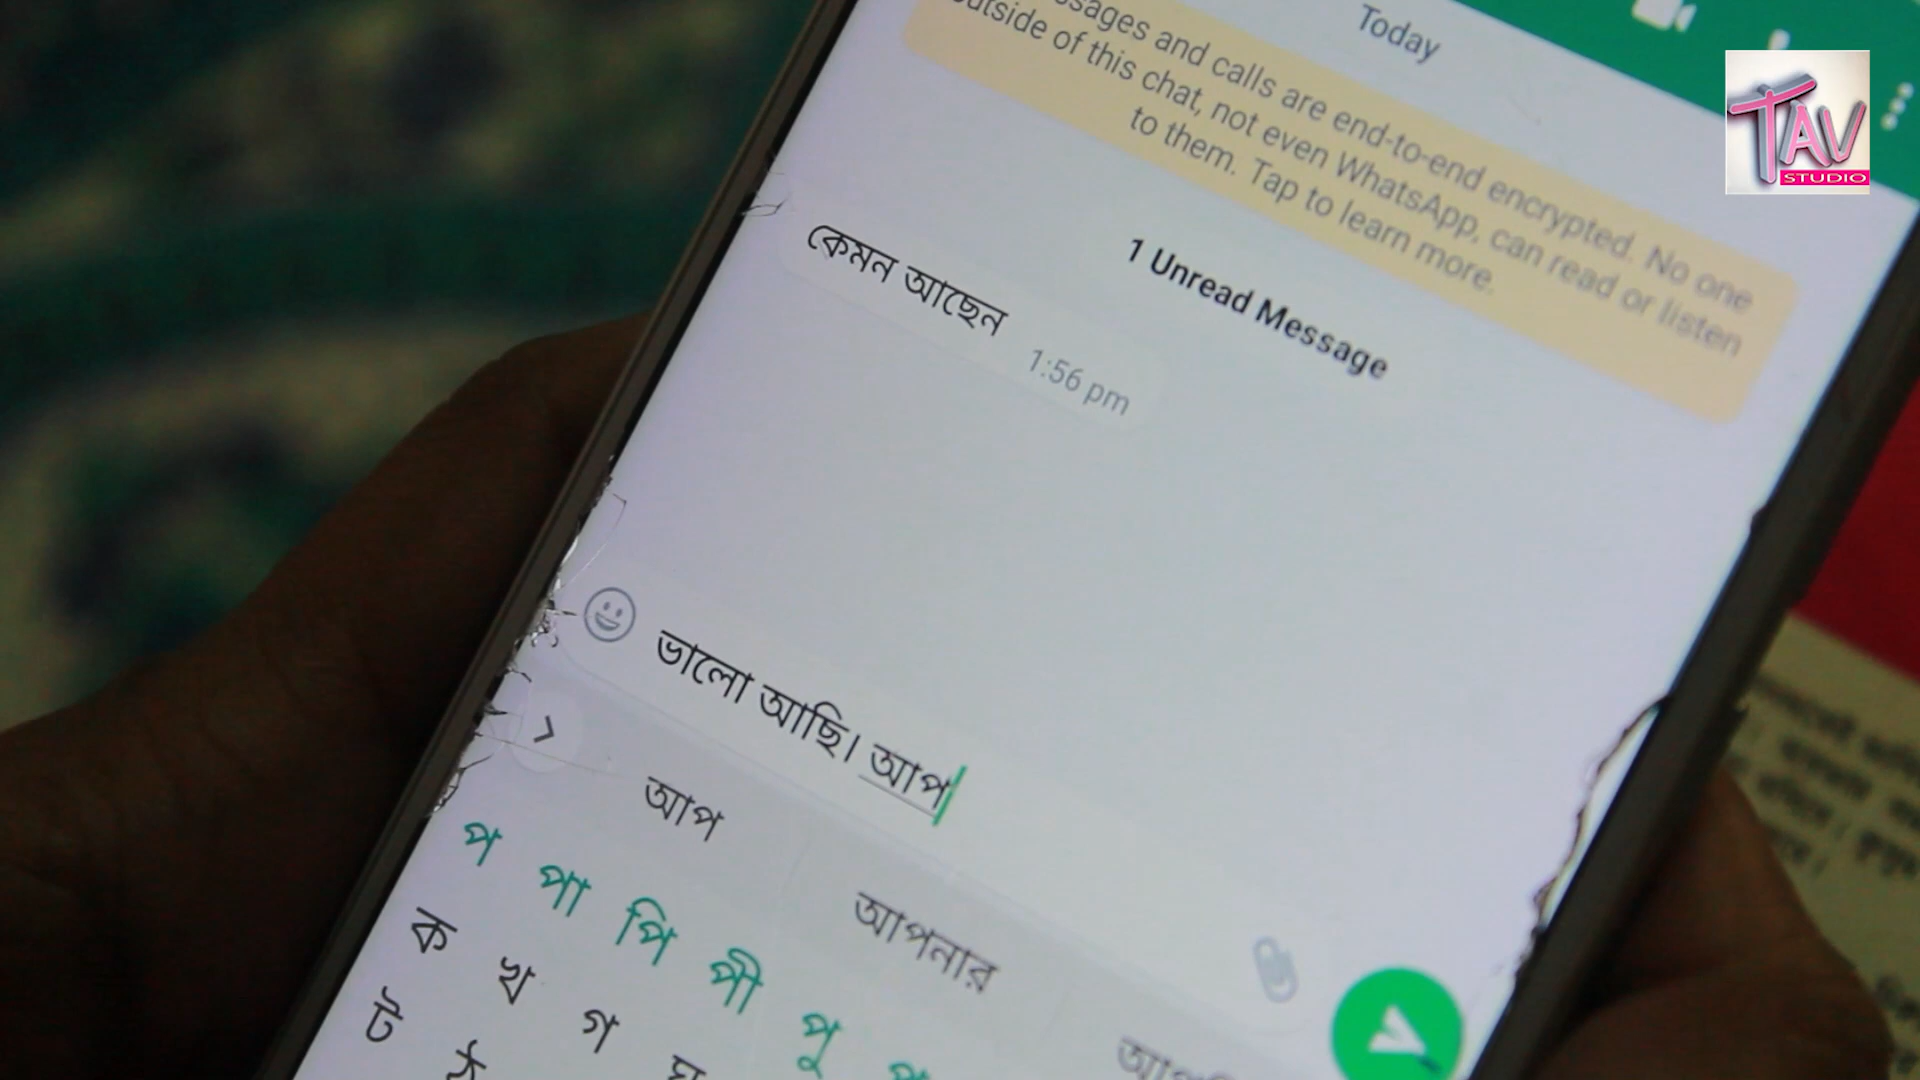 Today
and calls are end-to-end encrypted. No one
outside of this chat, not even WhatsApp, can read or listen
to them. Tap to learn more.
1 Unread Message
কেমন আছেন
1:56 pm
ভালো আছি। আপ
আপ আপনার
প পা পি পী পু
ক খ গ ঘ
ট ঠ
TAV
STUDIO